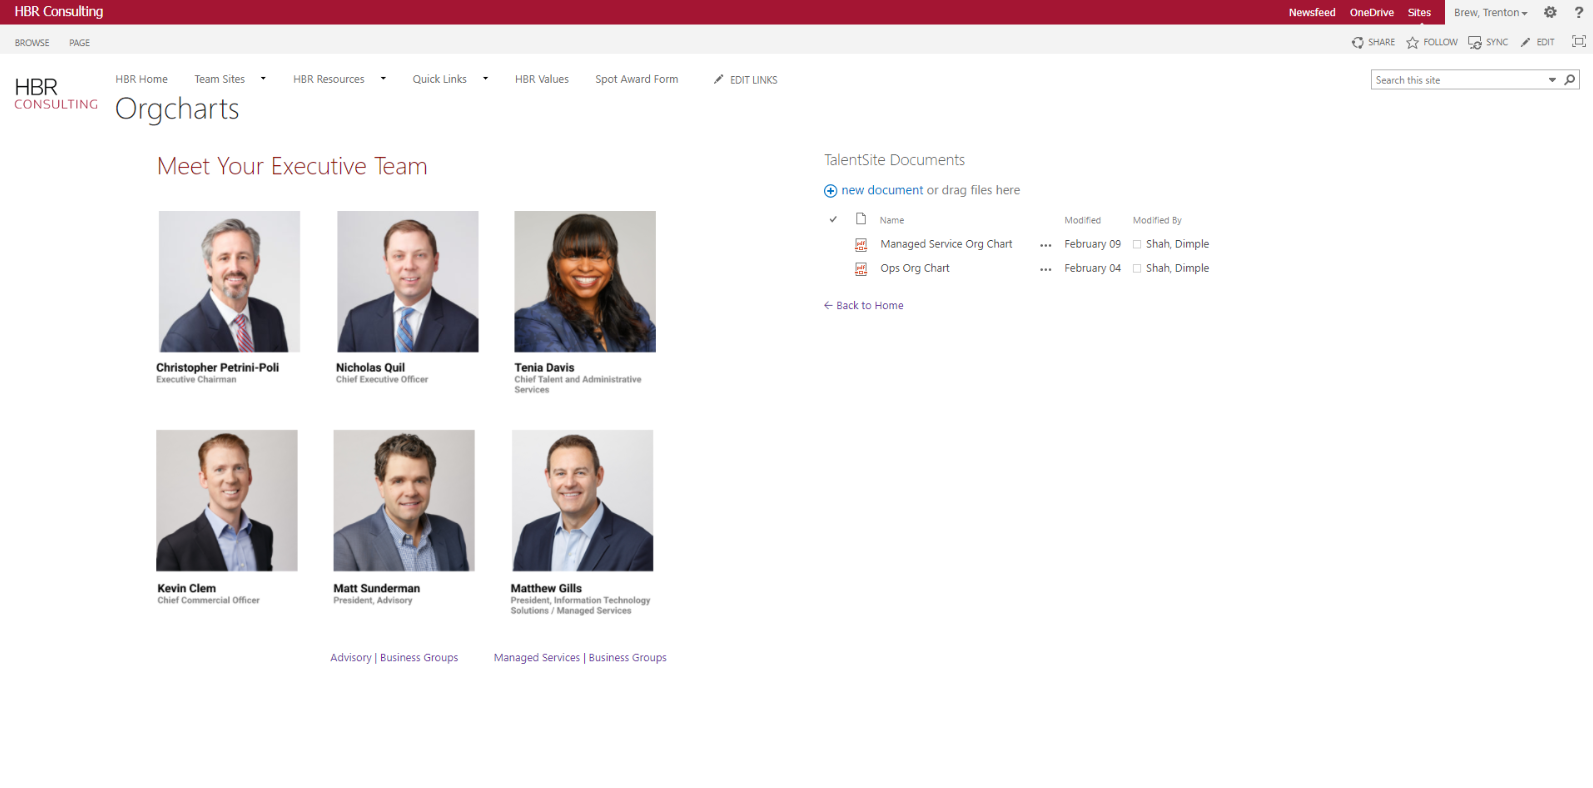 HBR Consulting
Newsfeed OneDrive Sites Brew, Trenton
?
BROWSE PAGE
SHARE FOLLOW SYNC EDIT
HBR
CONSULTING
HBR Home Team Sites HBR Resources Quick Links HBR Values Spot Award Form EDIT LINKS
Search this site
Orgcharts
Meet Your Executive Team
Christopher Petrini-Poli
Executive Chairman
Nicholas Quil
Chief Executive Officer
Tenia Davis
Chief Talent and Administrative
Services
Kevin Clem
Chief Commercial Officer
Matt Sunderman
President, Advisory
Matthew Gills
President, Information Technology
Solutions / Managed Services
Advisory | Business Groups
Managed Services | Business Groups
TalentSite Documents
new document or drag files here
Name Modified Modified By
Managed Service Org Chart ... February 09 Shah, Dimple
Ops Org Chart ... February 04 Shah, Dimple
← Back to Home